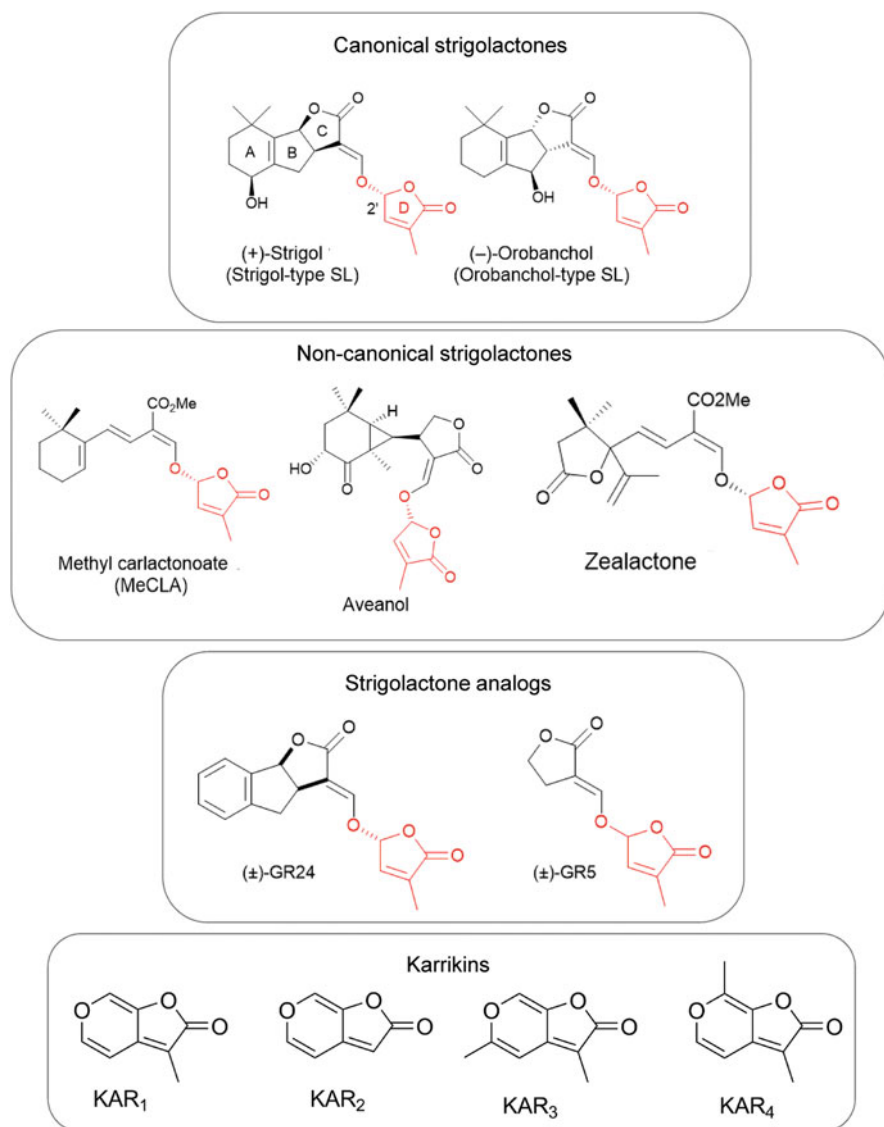 Canonical strigolactones
O
O
C
A
B
OH
O
O
2'
D
O
(+)-Strigol
(Strigol-type SL)
O
O
OH
O
O
O
(–)-Orobanchol
(Orobanchol-type SL)
Non-canonical strigolactones
CO₂Me
O
O
O
Methyl carlactonoate
(MeCLA)
H
O
O
HO
O
O
O
O
Aveanol
CO2Me
O
O
O
O
O
Zealactone
Strigolactone analogs
O
O
O
O
O
(±)-GR24
O
O
O
O
O
(±)-GR5
Karrikins
O
O
O
KAR₁
O
O
O
KAR₂
O
O
O
KAR₃
O
O
O
KAR₄